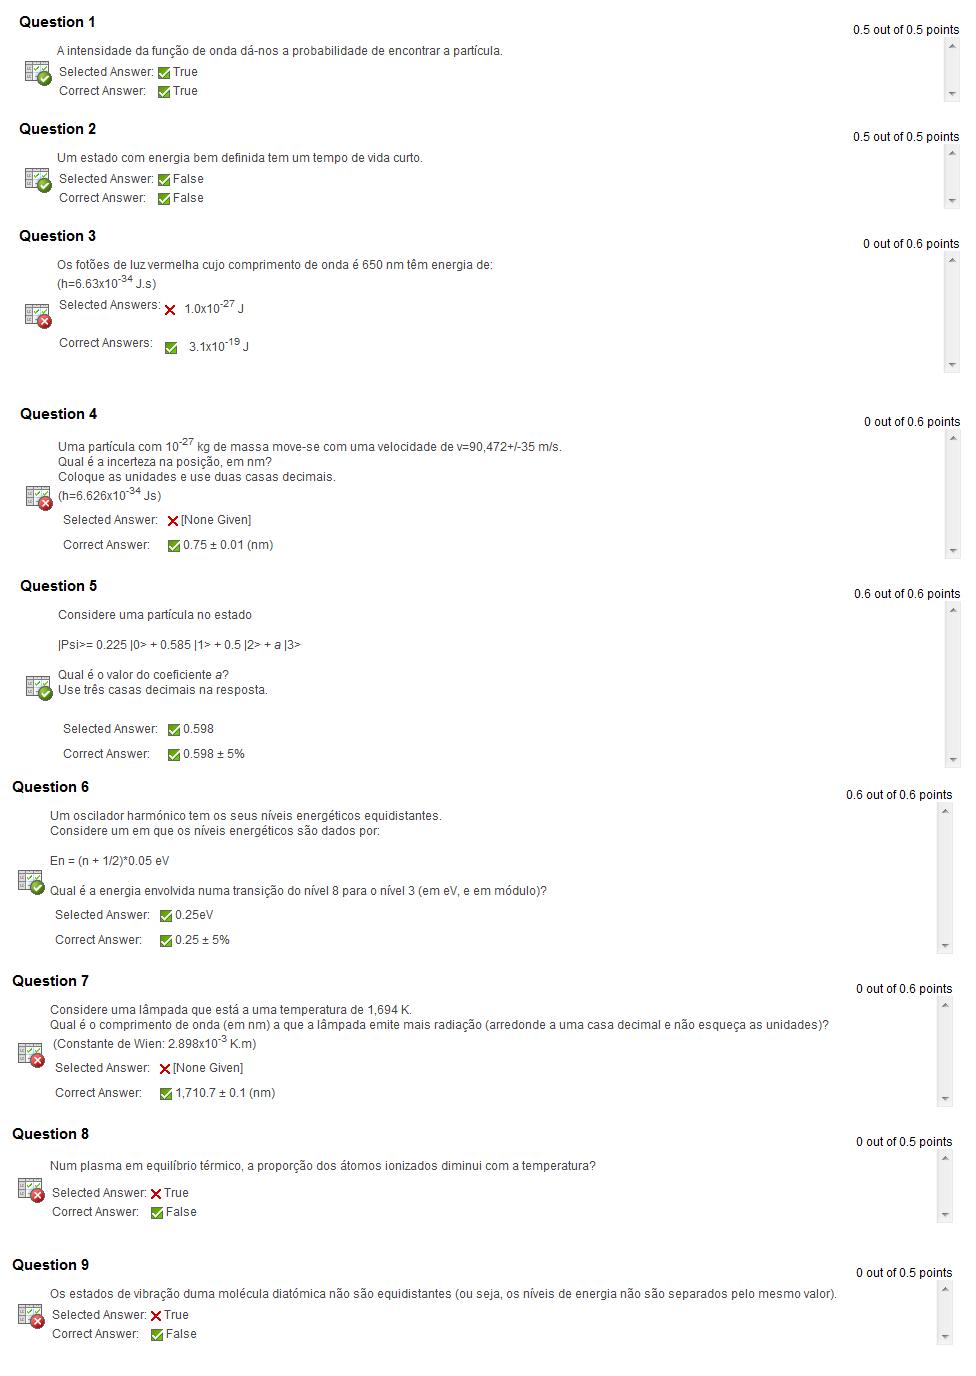 Question 1
0.5 out of 0.5 points
A intensidade da função de onda dá-nos a probabilidade de encontrar a partícula.
Selected Answer: True
Correct Answer: True
Question 2
0.5 out of 0.5 points
Um estado com energia bem definida tem um tempo de vida curto.
Selected Answer: False
Correct Answer: False
Question 3
0 out of 0.6 points
Os fotões de luz vermelha cujo comprimento de onda é 650 nm têm energia de:
(h=6.63x10^-34 J.s)
Selected Answers: 1.0x10^-27 J
Correct Answers: 3.1x10^-19 J
Question 4
0 out of 0.6 points
Uma partícula com 10^-27 kg de massa move-se com uma velocidade de v=90,472+/-35 m/s.
Qual é a incerteza na posição, em nm?
Coloque as unidades e use duas casas decimais.
(h=6.626x10^-34 Js)
Selected Answer: [None Given]
Correct Answer: 0.75 ± 0.01 (nm)
Question 5
0.6 out of 0.6 points
Considere uma partícula no estado
|Psi>= 0.225 |0> + 0.585 |1> + 0.5 |2> + a |3>
Qual é o valor do coeficiente a?
Use três casas decimais na resposta.
Selected Answer: 0.598
Correct Answer: 0.598 ± 5%
Question 6
0.6 out of 0.6 points
Um oscilador harmónico tem os seus níveis energéticos equidistantes.
Considere um em que os níveis energéticos são dados por:
En = (n + 1/2)*0.05 eV
Qual é a energia envolvida numa transição do nível 8 para o nível 3 (em eV, e em módulo)?
Selected Answer: 0.25eV
Correct Answer: 0.25 ± 5%
Question 7
0 out of 0.6 points
Considere uma lâmpada que está a uma temperatura de 1,694 K.
Qual é o comprimento de onda (em nm) a que a lâmpada emite mais radiação (arredonde a uma casa decimal e não esqueça as unidades)?
(Constante de Wien: 2.898x10^-3 K.m)
Selected Answer: [None Given]
Correct Answer: 1,710.7 ± 0.1 (nm)
Question 8
0 out of 0.5 points
Num plasma em equilíbrio térmico, a proporção dos átomos ionizados diminui com a temperatura?
Selected Answer: True
Correct Answer: False
Question 9
0 out of 0.5 points
Os estados de vibração duma molécula diatómica não são equidistantes (ou seja, os níveis de energia não são separados pelo mesmo valor).
Selected Answer: True
Correct Answer: False